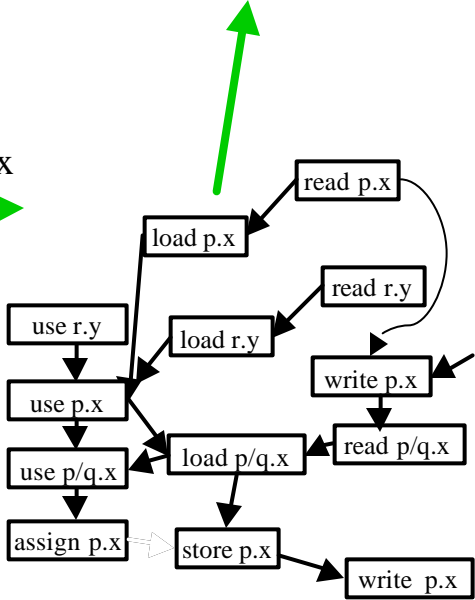 x
read p.x
load p.x
read r.y
use r.y
load r.y
write p.x
use p.x
read p/q.x
load p/q.x
use p/q.x
assign p.x
store p.x
write p.x